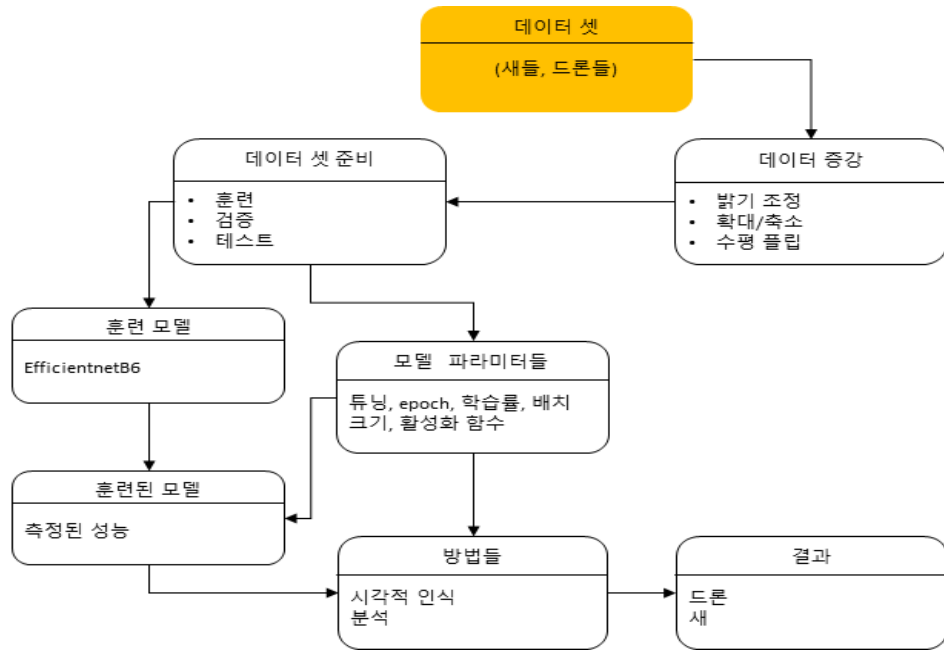 데이터 셋
(새들, 드론들)
데이터 셋 준비
• 훈련
• 검증
• 테스트
데이터 증강
• 밝기 조정
• 확대/축소
• 수평 플립
훈련 모델
EfficientnetB6
모델 파라미터들
튜닝, epoch, 학습률, 배치
크기, 활성화 함수
훈련된 모델
측정된 성능
방법들
시각적 인식
분석
결과
드론
새